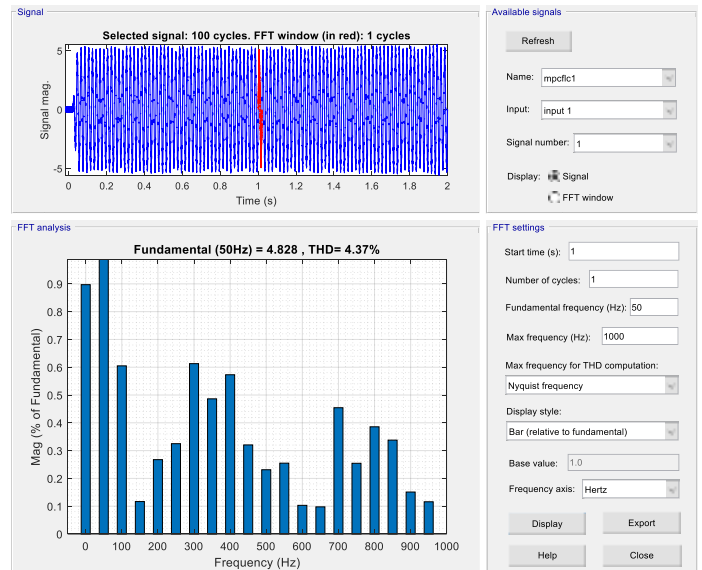 Signal
Selected signal: 100 cycles. FFT window (in red): 1 cycles
5
0
-5
Signal mag.
0 0.2 0.4 0.6 0.8 1 1.2 1.4 1.6 1.8 2
Time (s)
Available signals
Refresh
Name: mpcflc1
Input: input 1
Signal number: 1
Display: Signal
FFT window
FFT analysis
Fundamental (50Hz) = 4.828 , THD= 4.37%
0.9
0.8
0.7
0.6
0.5
0.4
0.3
0.2
0.1
0
Mag (% of Fundamental)
0 100 200 300 400 500 600 700 800 900 1000
Frequency (Hz)
FFT settings
Start time (s): 1
Number of cycles: 1
Fundamental frequency (Hz): 50
Max frequency (Hz): 1000
Max frequency for THD computation:
Nyquist frequency
Display style:
Bar (relative to fundamental)
Base value: 1.0
Frequency axis: Hertz
Display Export
Help Close